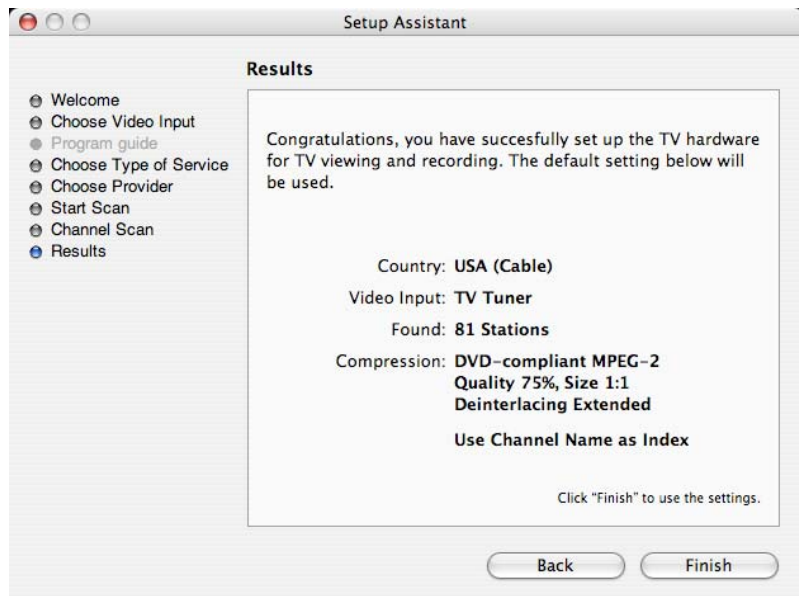 Setup Assistant
Results
Welcome
Choose Video Input
Program guide
Choose Type of Service
Choose Provider
Start Scan
Channel Scan
Results
Congratulations, you have succesfully set up the TV hardware
for TV viewing and recording. The default setting below will
be used.
Country: USA (Cable)
Video Input: TV Tuner
Found: 81 Stations
Compression: DVD-compliant MPEG-2
Quality 75%, Size 1:1
Deinterlacing Extended
Use Channel Name as Index
Click "Finish" to use the settings.
Back
Finish